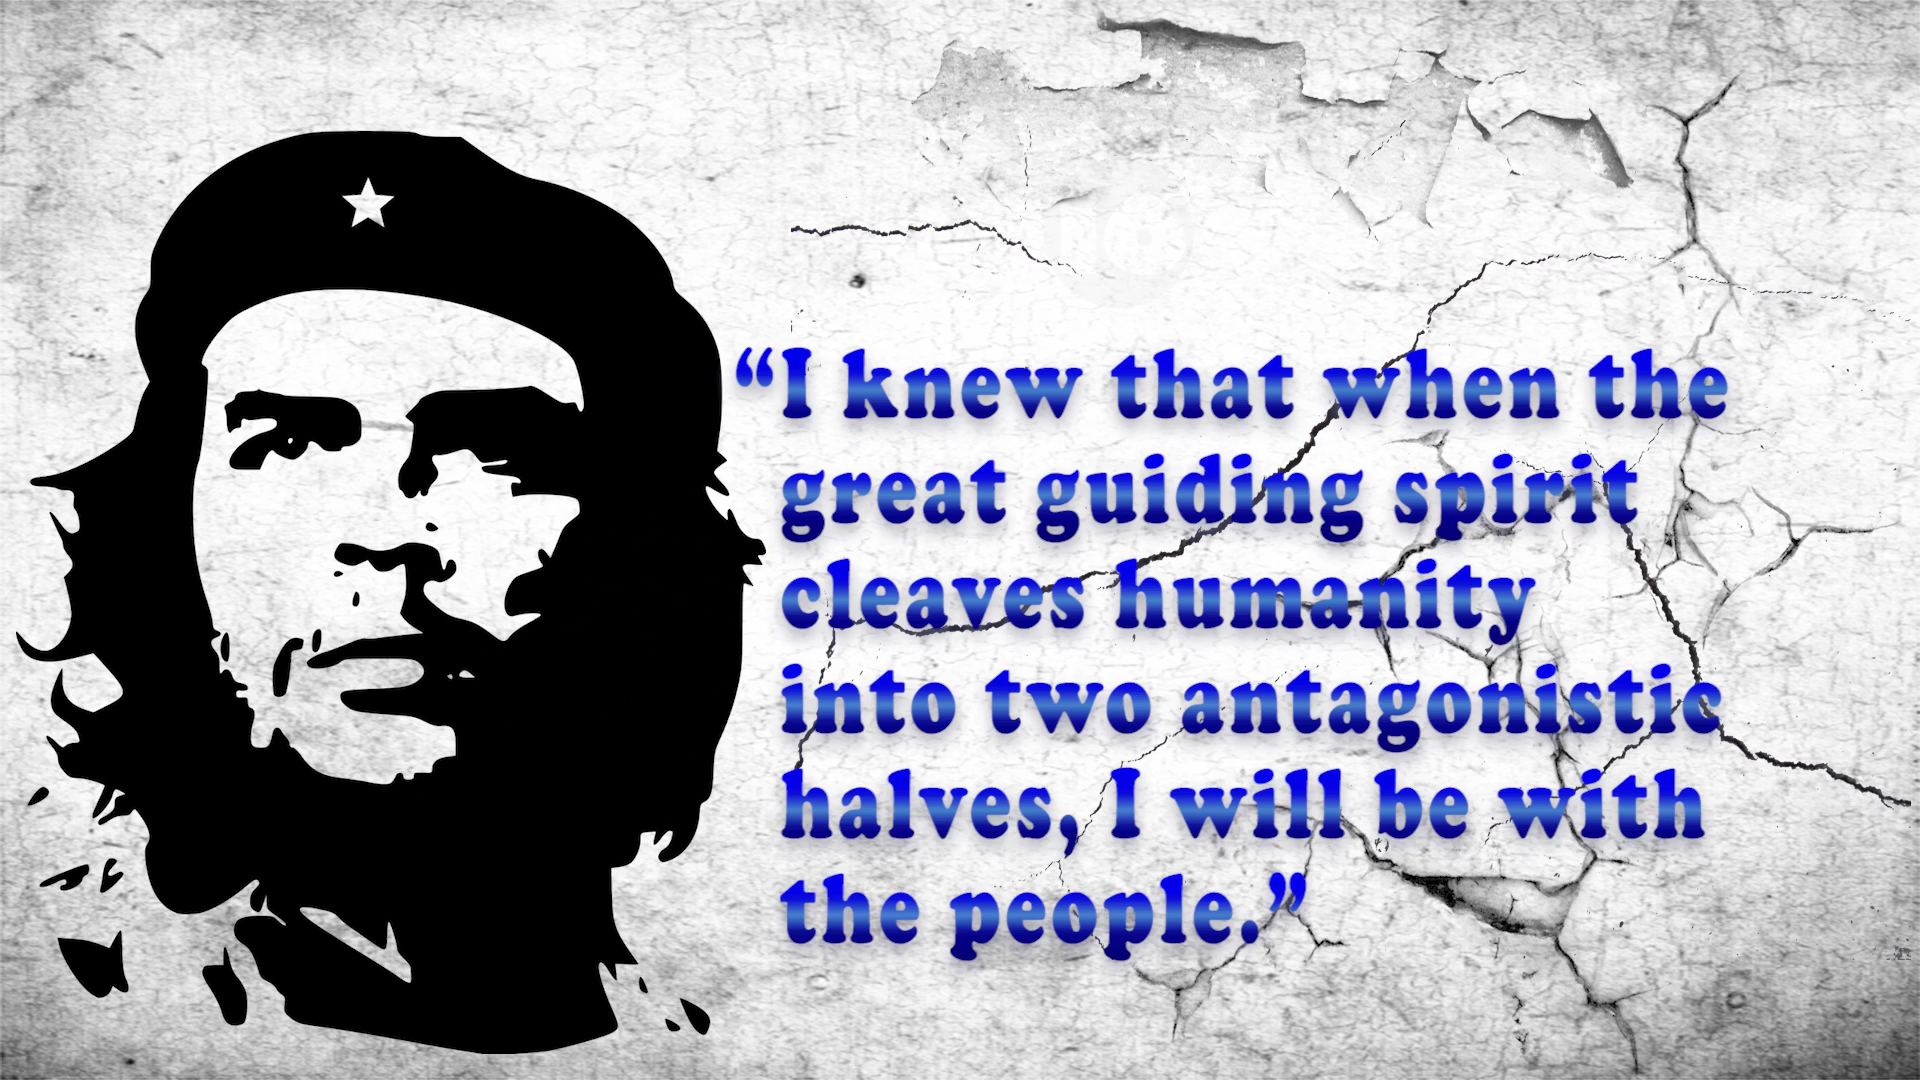 “I knew that when the
great guiding spirit
cleaves humanity
into two antagonistic
halves, I will be with
the people.”